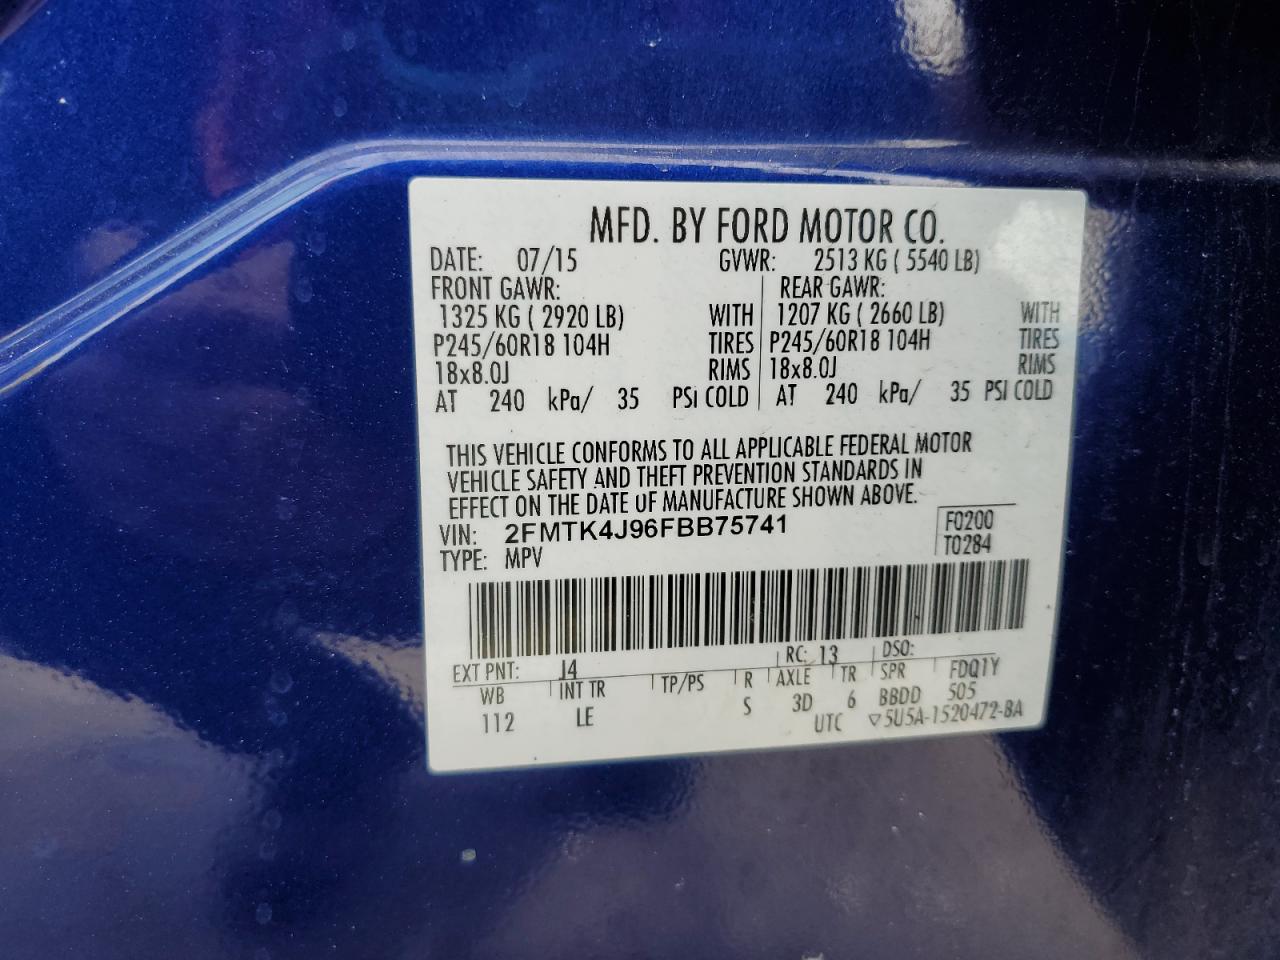 MFD. BY FORD MOTOR CO.
DATE: 07/15 GVWR: 2513 KG ( 5540 LB)
FRONT GAWR: REAR GAWR:
1325 KG ( 2920 LB) WITH 1207 KG ( 2660 LB) WITH
P245/60R18 104H TIRES P245/60R18 104H TIRES
18x8.0J RIMS 18x8.0J RIMS
AT 240 kPa/ 35 PSI COLD AT 240 kPa/ 35 PSI COLD
THIS VEHICLE CONFORMS TO ALL APPLICABLE FEDERAL MOTOR
VEHICLE SAFETY AND THEFT PREVENTION STANDARDS IN
EFFECT ON THE DATE OF MANUFACTURE SHOWN ABOVE.
VIN: 2FMTK4J96FBB75741 F0200
TYPE: MPV T0284
EXT PNT: J4 RC: 13 DSO:
WB INT TR TP/PS R AXLE TR SPR FDQ1Y
112 LE S 3D 6 BBDD 505
UTC ▽5U5A-1520472-BA